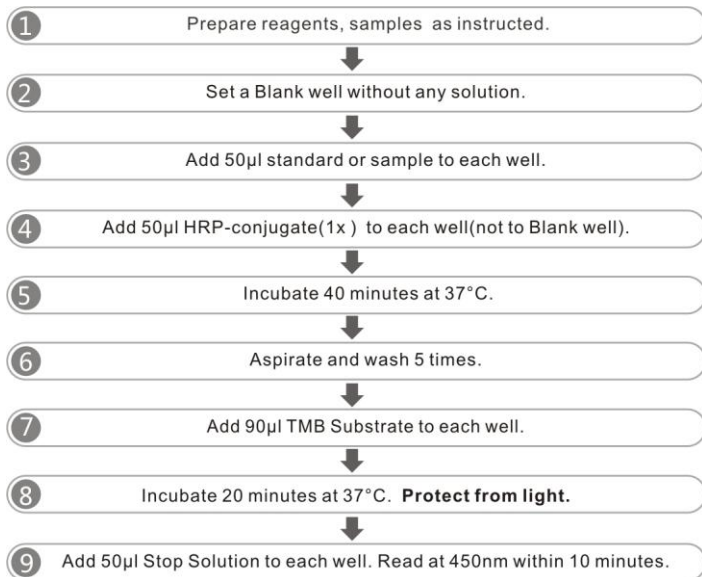 1 Prepare reagents, samples as instructed.
2 Set a Blank well without any solution.
3 Add 50µl standard or sample to each well.
4 Add 50µl HRP-conjugate(1x ) to each well(not to Blank well).
5 Incubate 40 minutes at 37°C.
6 Aspirate and wash 5 times.
7 Add 90µl TMB Substrate to each well.
8 Incubate 20 minutes at 37°C. Protect from light.
9 Add 50µl Stop Solution to each well. Read at 450nm within 10 minutes.